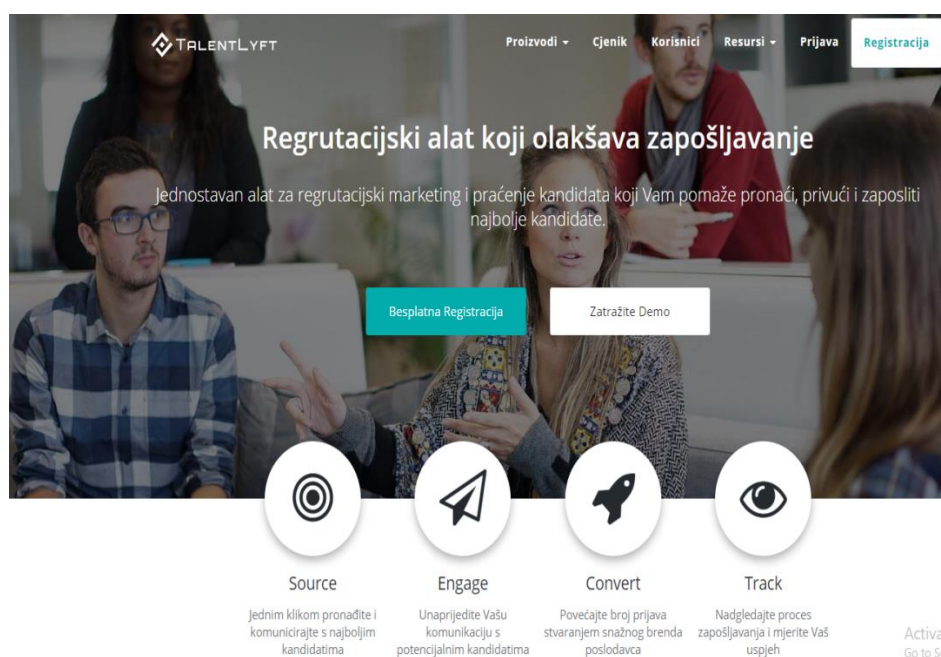 TALENTLYFT
Proizvodi Cjenik Korisnici Resursi Prijava Registracija
Regrutacijski alat koji olakšava zapošljavanje
Jednostavan alat za regrutacijski marketing i praćenje kandidata koji Vam pomaže pronaći, privući i zaposliti
najbolje kandidate.
Besplatna Registracija Zatražite Demo
Source
Jednim klikom pronađite i
komunicirajte s najboljim
kandidatima
Engage
Unaprijedite Vašu
komunikaciju s
potencijalnim kandidatima
Convert
Povećajte broj prijava
stvaranjem snažnog brenda
poslodavca
Track
Nadgledajte proces
zapošljavanja i mjerite Vaš
uspjeh
Activa
Go to S